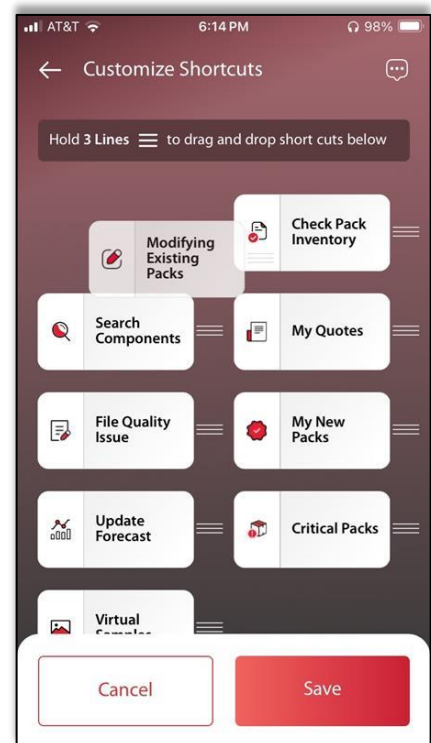 AT&T 6:14 PM 98%
Customize Shortcuts
Hold 3 Lines to drag and drop short cuts below
Modifying
Existing
Packs
Check Pack
Inventory
Search
Components
My Quotes
File Quality
Issue
My New
Packs
Update
Forecast
Critical Packs
Virtual
Samples
Cancel
Save